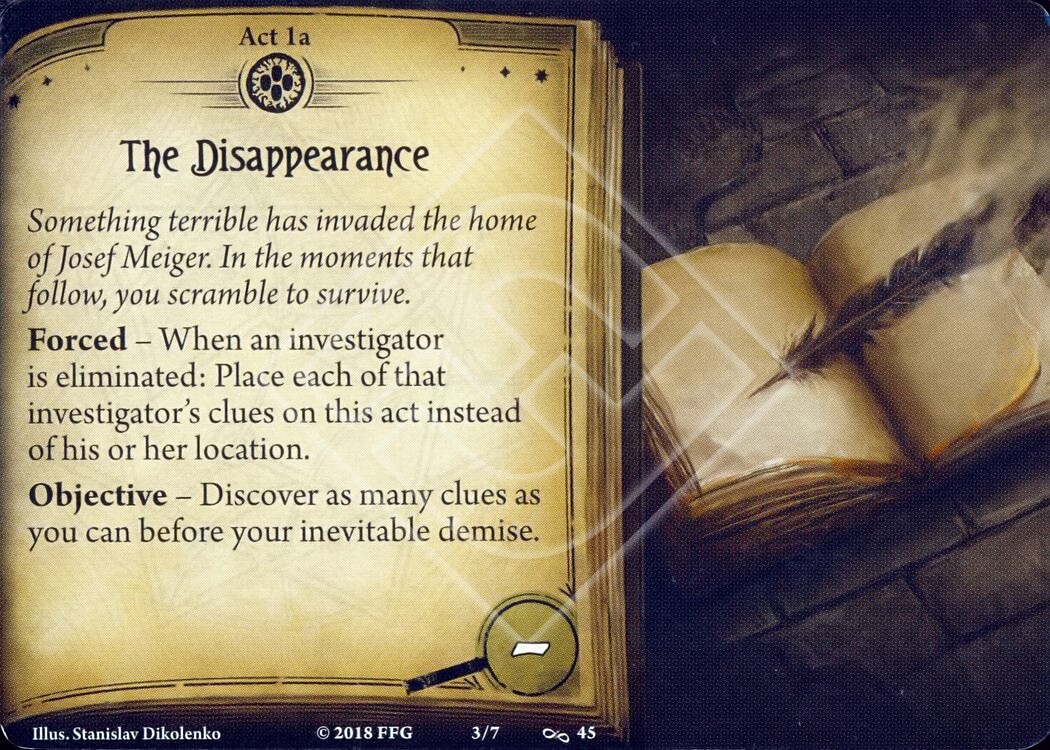 Act 1a
The Disappearance
Something terrible has invaded the home
of Josef Meiger. In the moments that
follow, you scramble to survive.
Forced – When an investigator
is eliminated: Place each of that
investigator’s clues on this act instead
of his or her location.
Objective – Discover as many clues as
you can before your inevitable demise.
–
Illus. Stanislav Dikolenko © 2018 FFG 3/7 45